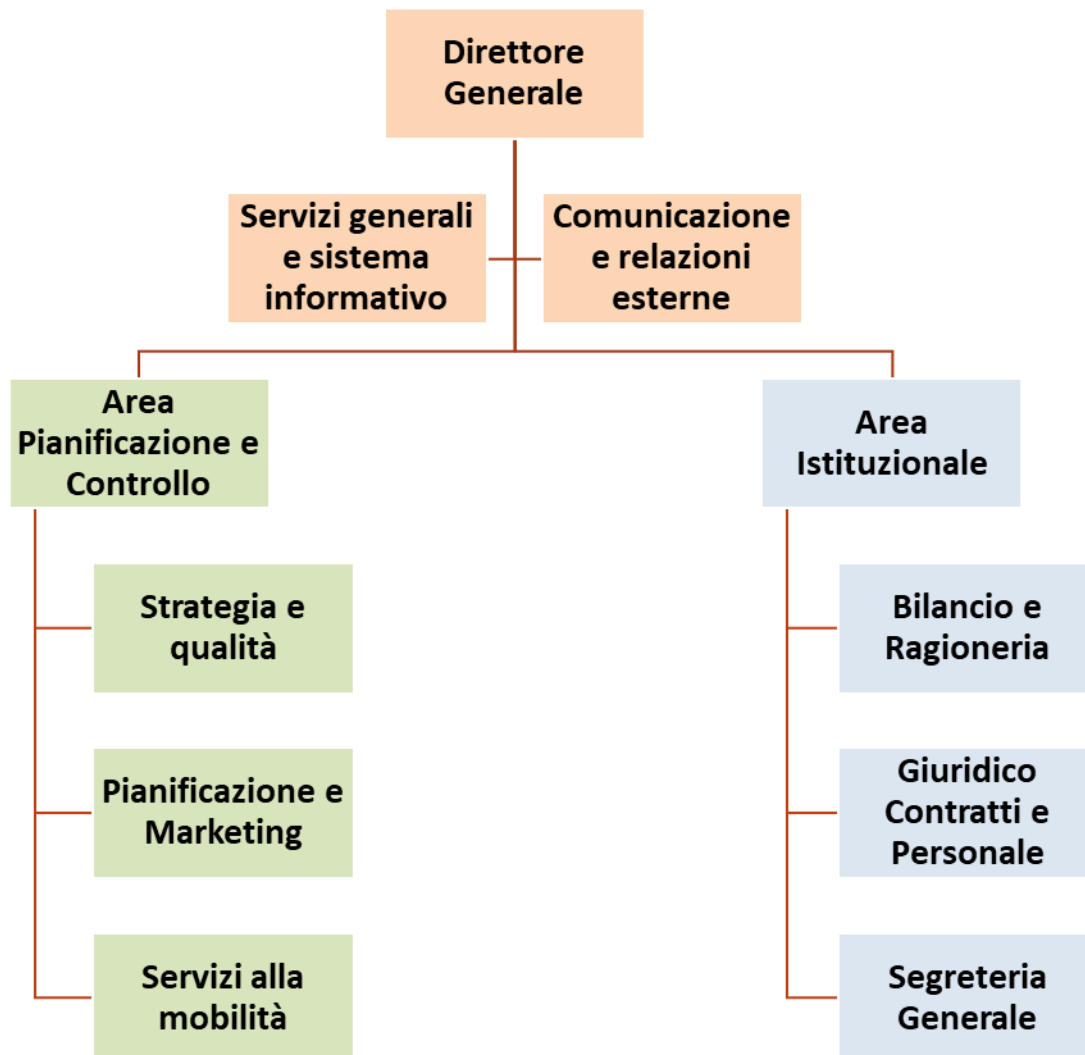 Direttore
Generale
Servizi generali
e sistema
informativo
Comunicazione
e relazioni
esterne
Area
Pianificazione e
Controllo
Area
Istituzionale
Strategia e
qualità
Bilancio e
Ragioneria
Pianificazione e
Marketing
Giuridico
Contratti e
Personale
Servizi alla
mobilità
Segreteria
Generale